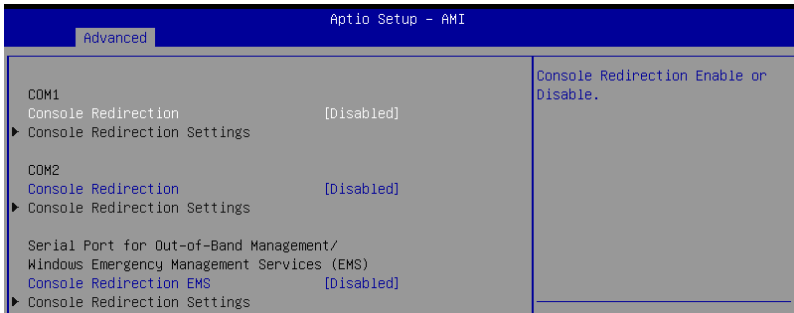 Aptio Setup – AMI
Advanced
COM1
Console Redirection [Disabled]
Console Redirection Settings
COM2
Console Redirection [Disabled]
Console Redirection Settings
Serial Port for Out-of-Band Management/
Windows Emergency Management Services (EMS)
Console Redirection EMS [Disabled]
Console Redirection Settings
Console Redirection Enable or
Disable.